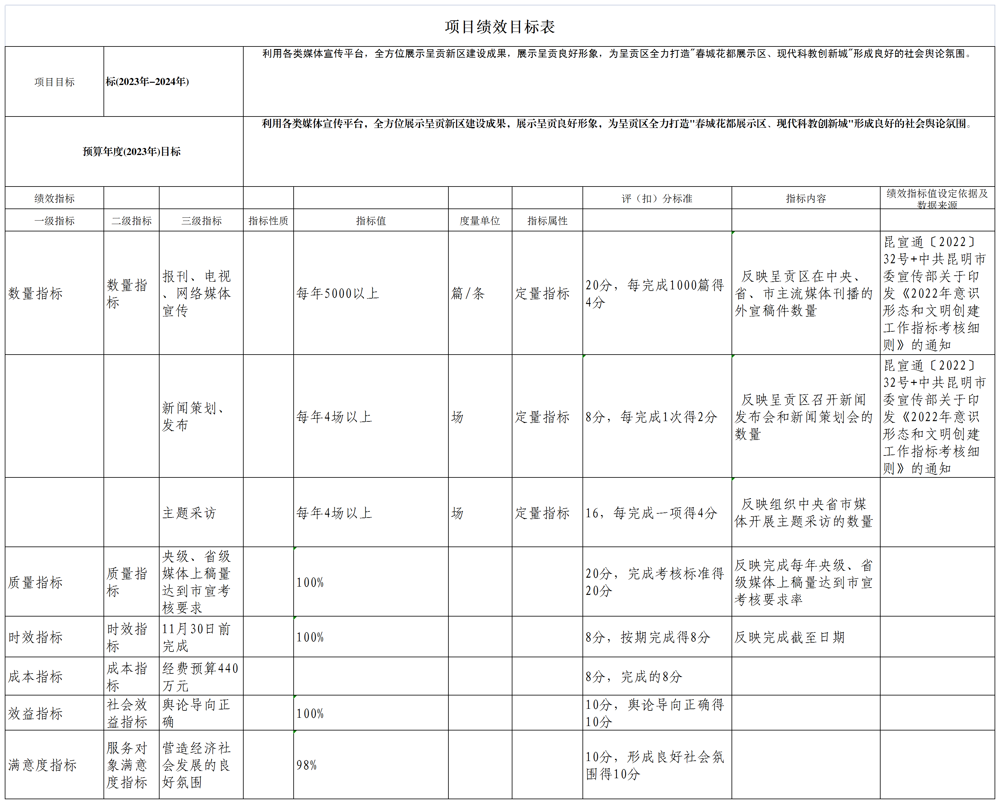 项目绩效目标表
项目目标
标(2023年-2024年)
利用各类媒体宣传平台，全方位展示呈贡新区建设成果，展示呈贡良好形象，为呈贡区全力打造"春城花都展示区、现代科教创新城"形成良好的社会舆论氛围。
预算年度(2023年)目标
利用各类媒体宣传平台，全方位展示呈贡新区建设成果，展示呈贡良好形象，为呈贡区全力打造"春城花都展示区、现代科教创新城"形成良好的社会舆论氛围。
绩效指标
评（扣）分标准
指标内容
绩效指标值设定依据及
数据来源
一级指标
二级指标
三级指标
指标性质
指标值
度量单位
指标属性
数量指标
数量指
标
报刊、电视
、网络媒体
宣传
每年5000以上
篇/条
定量指标
20分，每完成1000篇得
4分
反映呈贡区在中央、
省、市主流媒体刊播的
外宣稿件数量
昆宣通〔2022〕
32号+中共昆明市
委宣传部关于印
发《2022年意识
形态和文明创建
工作指标考核细
则》的通知
新闻策划、
发布
每年4场以上
场
定量指标
8分，每完成1次得2分
反映呈贡区召开新闻
发布会和新闻策划会的
数量
昆宣通〔2022〕
32号+中共昆明市
委宣传部关于印
发《2022年意识
形态和文明创建
工作指标考核细
则》的通知
主题采访
每年4场以上
场
定量指标
16，每完成一项得4分
反映组织中央省市媒
体开展主题采访的数量
质量指标
质量指
标
央级、省级
媒体上稿量
达到市宣考
核要求
100%
20分，完成考核标准得
20分
反映完成每年央级、省
级媒体上稿量达到市宣
考核要求率
时效指标
时效指
标
11月30日前
完成
100%
8分，按期完成得8分
反映完成截至日期
成本指标
成本指
标
经费预算440
万元
8分，完成的8分
效益指标
社会效
益指标
舆论导向正
确
100%
10分，舆论导向正确得
10分
满意度指标
服务对
象满意
度指标
营造经济社
会发展的良
好氛围
98%
10分，形成良好社会氛
围得10分